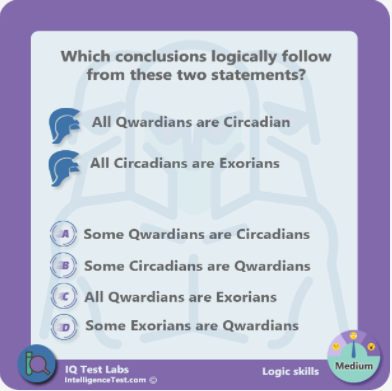 Which conclusions logically follow
from these two statements?
All Qwardians are Circadian
All Circadians are Exorians
A Some Qwardians are Circadians
B Some Circadians are Qwardians
C All Qwardians are Exorians
D Some Exorians are Qwardians
IQ Test Labs
IntelligenceTest.com ©
Logic skills
Medium